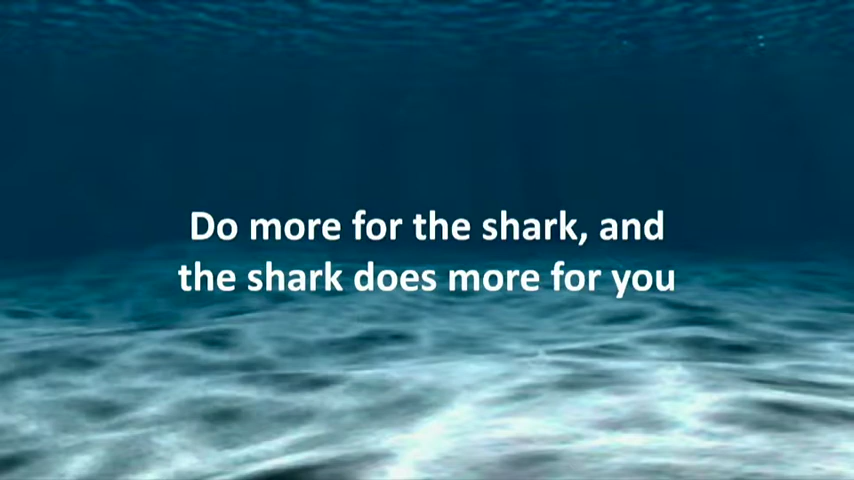 Do more for the shark, and
the shark does more for you